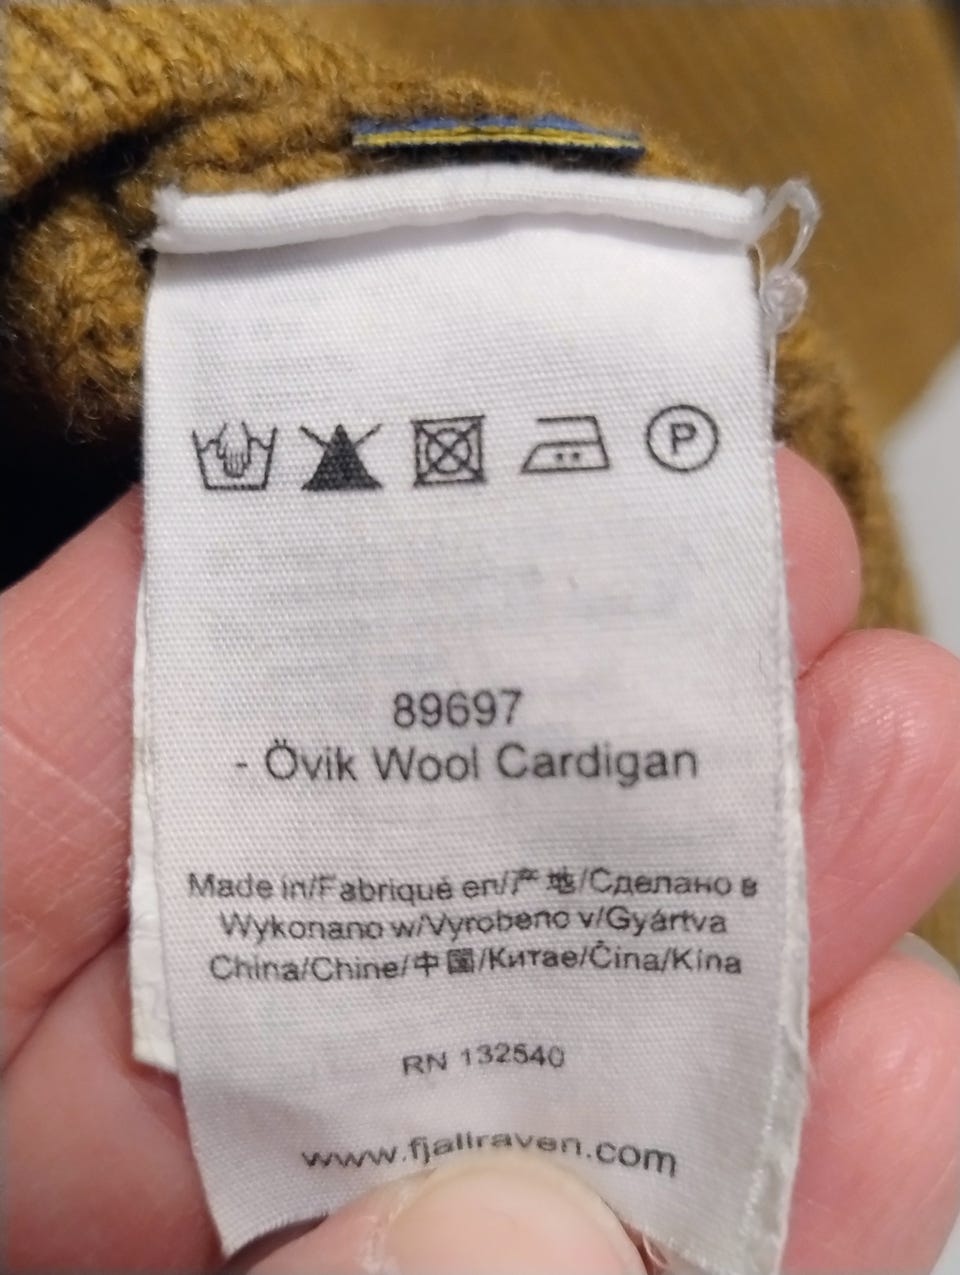 P
89697
- Övik Wool Cardigan
Made in/Fabriqué en/产地/Сделано в
Wykonano w/Vyrobeno v/Gyártva
China/Chine/中国/Китае/Čina/Kína
RN 132540
www.fjallraven.com